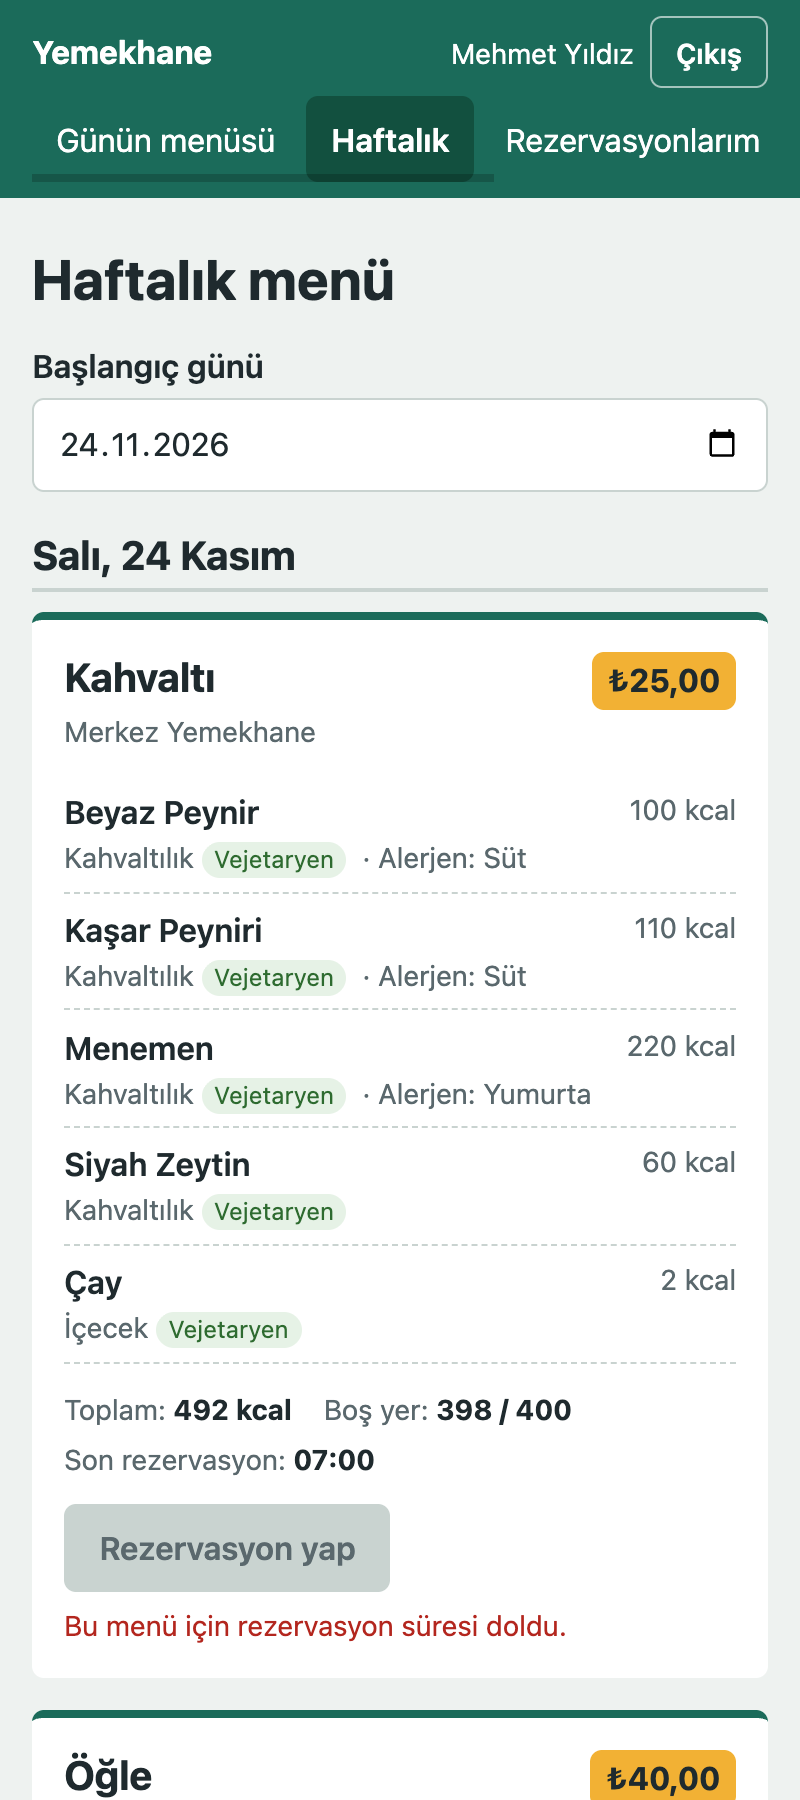 Yemekhane
Mehmet Yıldız
Çıkış
Günün menüsü
Haftalık
Rezervasyonlarım
Haftalık menü
Başlangıç günü
24.11.2026
Salı, 24 Kasım
Kahvaltı
₺25,00
Merkez Yemekhane
Beyaz Peynir
100 kcal
Kahvaltılık Vejetaryen · Alerjen: Süt
Kaşar Peyniri
110 kcal
Kahvaltılık Vejetaryen · Alerjen: Süt
Menemen
220 kcal
Kahvaltılık Vejetaryen · Alerjen: Yumurta
Siyah Zeytin
60 kcal
Kahvaltılık Vejetaryen
Çay
2 kcal
İçecek Vejetaryen
Toplam: 492 kcal Boş yer: 398 / 400
Son rezervasyon: 07:00
Rezervasyon yap
Bu menü için rezervasyon süresi doldu.
Öğle
₺40,00